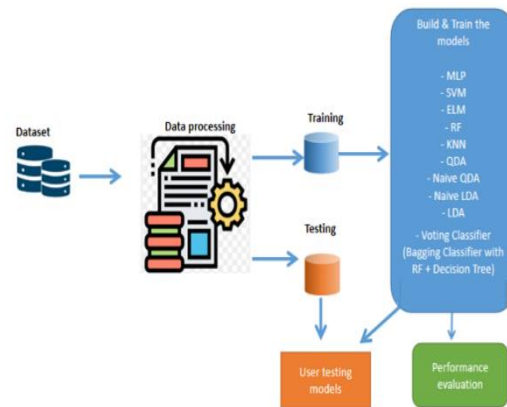 Dataset
Data processing
Training
Testing
Build & Train the
models
- MLP
- SVM
- ELM
- RF
- KNN
- QDA
- Naive QDA
- Naive LDA
- LDA
- Voting Classifier
(Bagging Classifier with
RF + Decision Tree)
User testing
models
Performance
evaluation